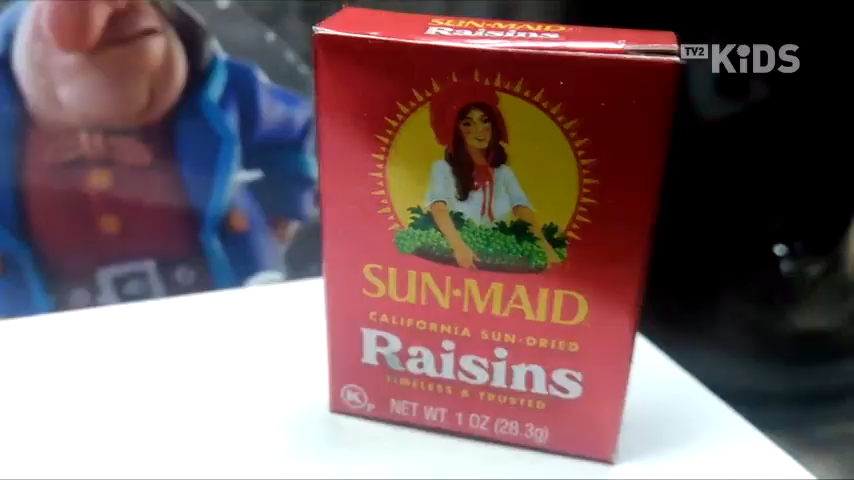 SUN-MAID
Raisins
TV2 KiDS
SUN-MAID
CALIFORNIA SUN-DRIED
Raisins
TIMELESS & TRUSTED
K P NET WT 1 OZ (28.3g)